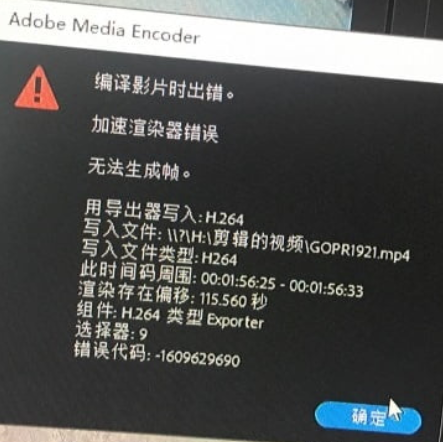 Adobe Media Encoder
编译影片时出错。
加速渲染器错误
无法生成帧。
用导出器写入: H.264
写入文件: \\?\H:\剪辑的视频\GOPR1921.mp4
写入文件类型: H264
此时间码周围: 00:01:56:25 - 00:01:56:33
渲染存在偏移: 115.560 秒
组件: H.264 类型 Exporter
选择器: 9
错误代码: -1609629690
确定